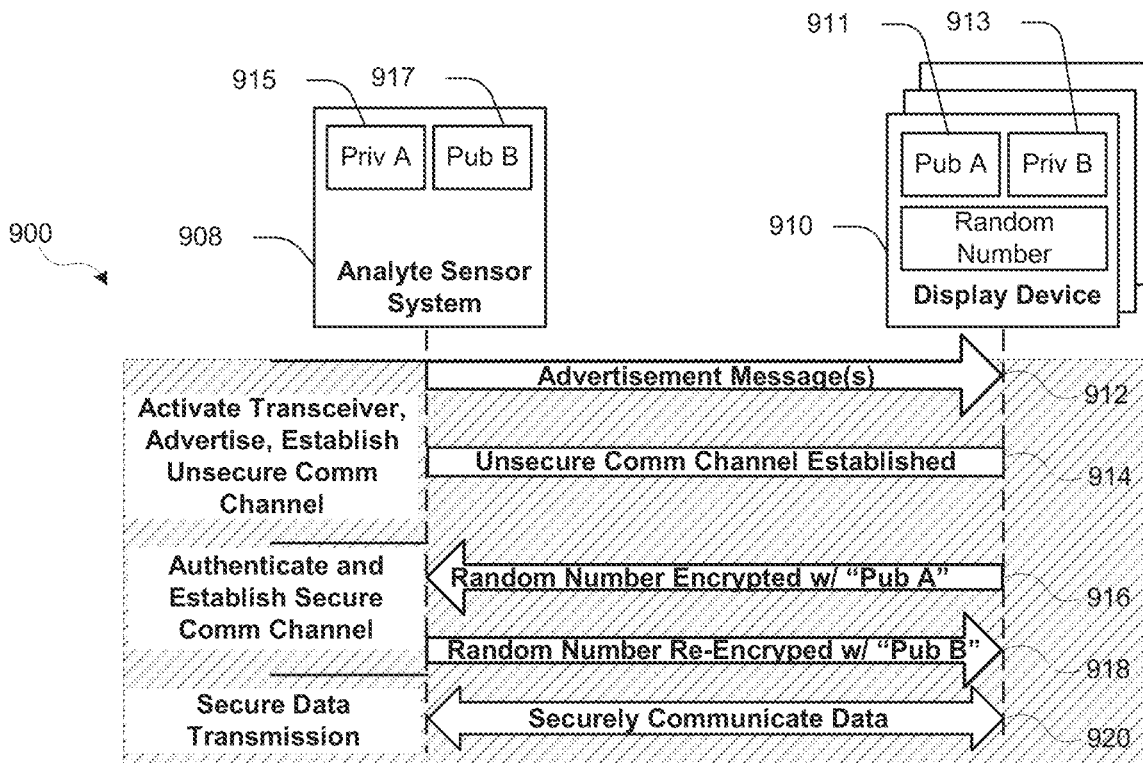 911
913
915
917
Priv A
Pub B
Pub A
Priv B
900
908
910
Random
Number
Analyte Sensor
System
Display Device
Advertisement Message(s)
912
Activate Transceiver,
Advertise, Establish
Unsecure Comm
Channel
Unsecure Comm Channel Established
914
Authenticate and
Establish Secure
Comm Channel
Random Number Encrypted w/ “Pub A”
916
Random Number Re-Encryped w/ “Pub B”
918
Secure Data
Transmission
Securely Communicate Data
920